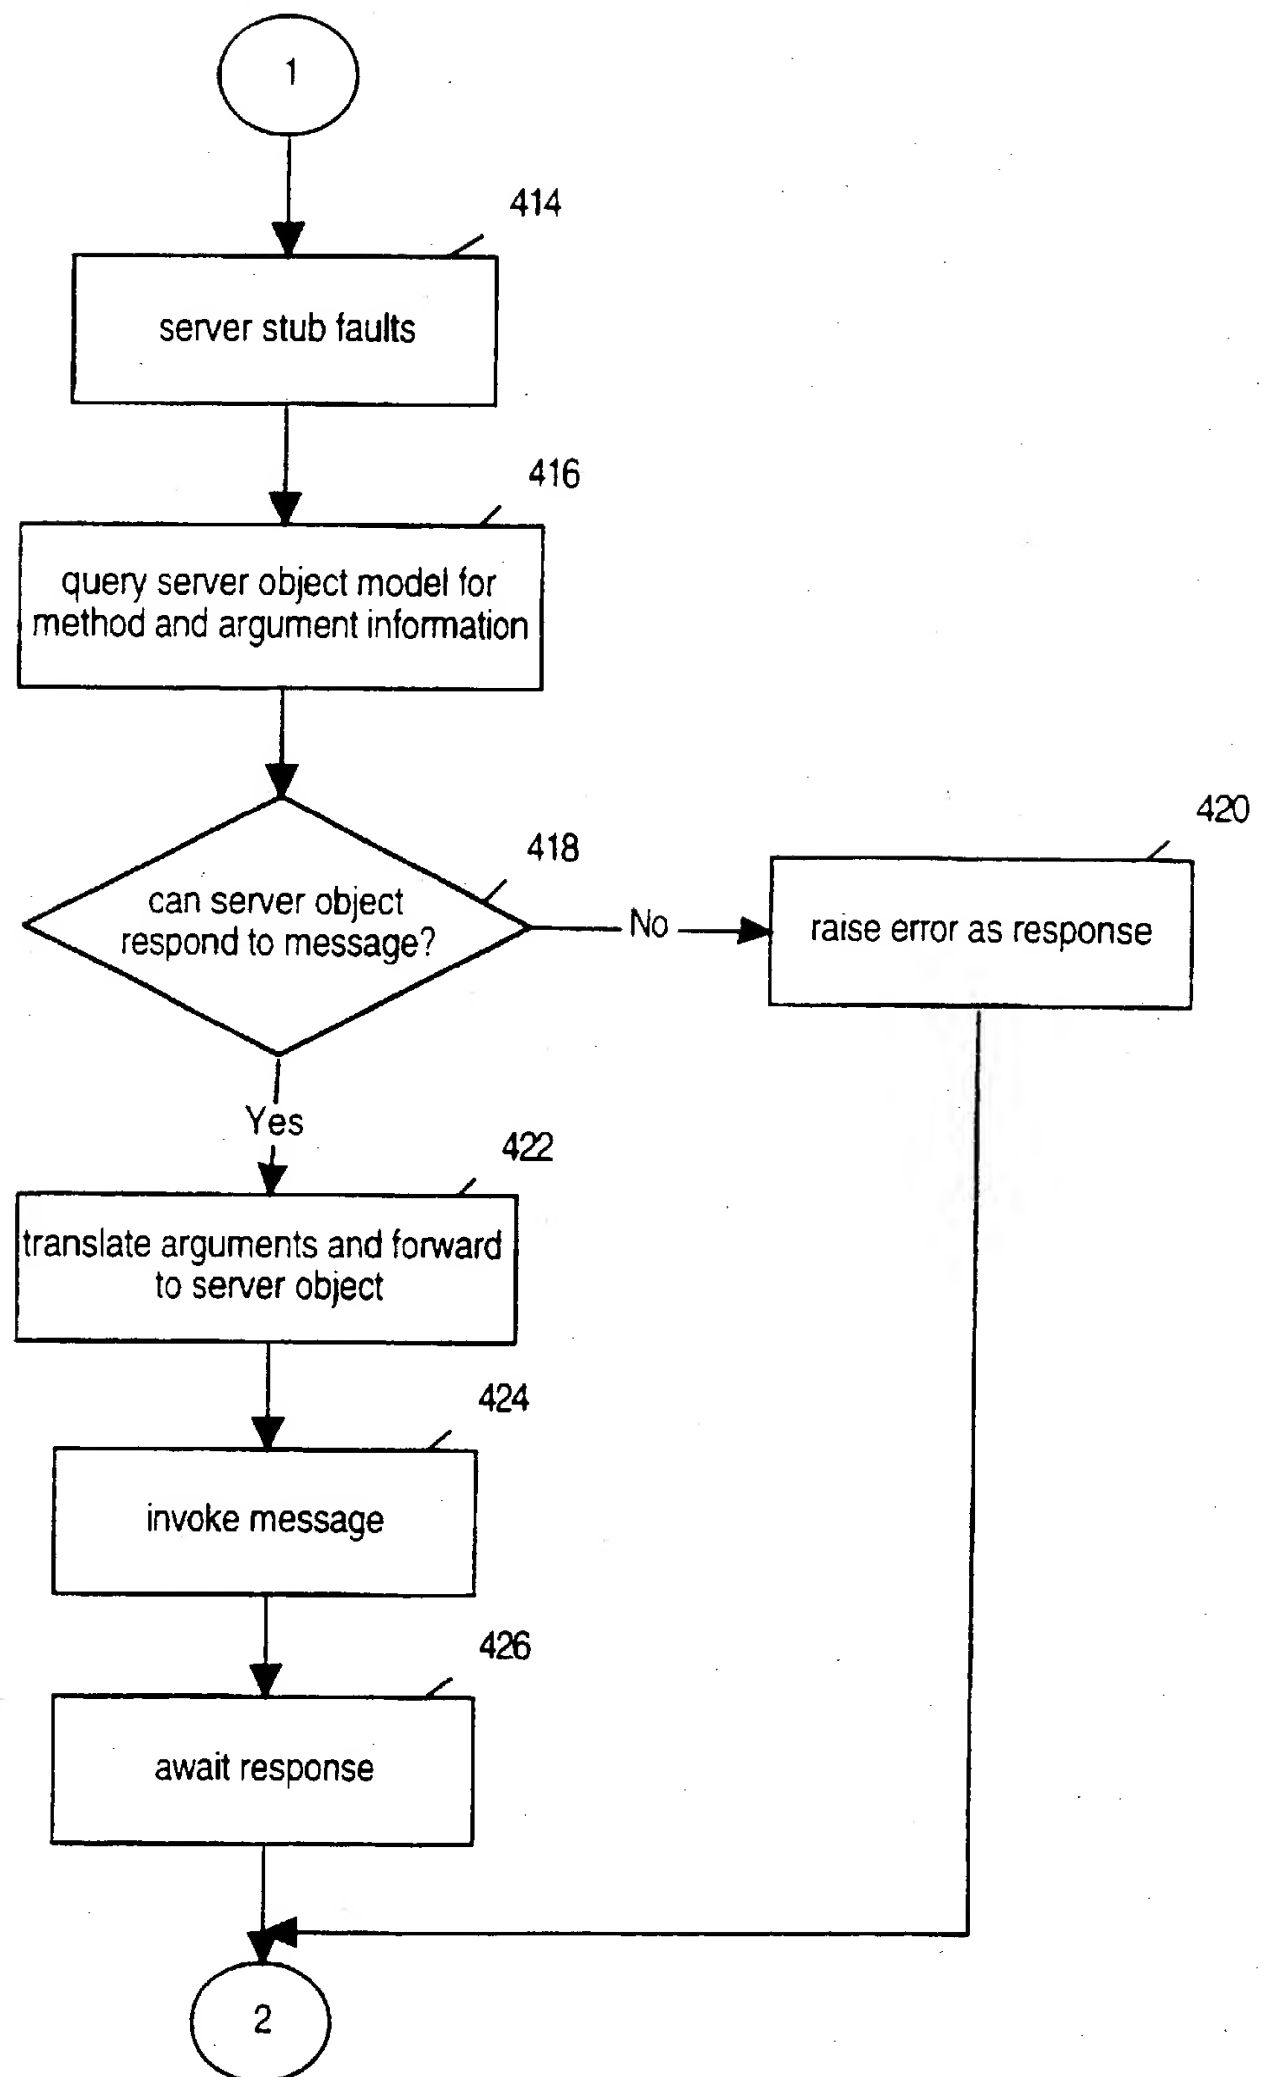 1
414
server stub faults
416
query server object model for
method and argument information
418
can server object
respond to message?
No
420
raise error as response
Yes
422
translate arguments and forward
to server object
424
invoke message
426
await response
2